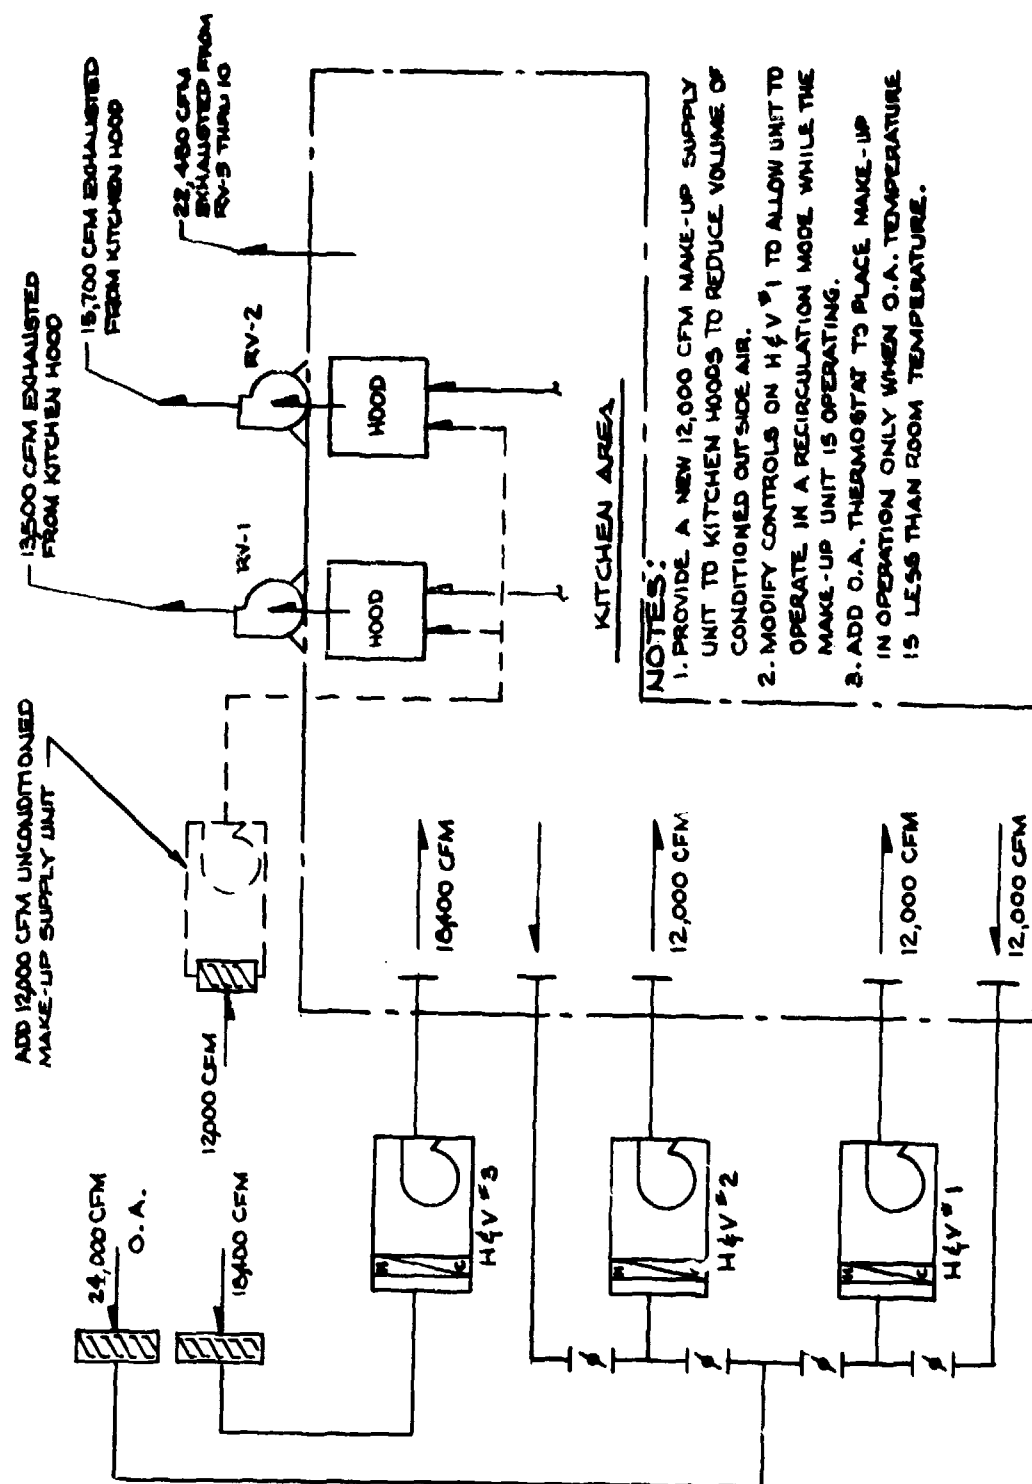 ADD 12,000 CFM UNCONDITIONED
MAKE-UP SUPPLY UNIT
13,500 CFM EXHAUSTED
FROM KITCHEN HOOD
15,700 CFM EXHAUSTED
FROM KITCHEN HOOD
22,480 CFM
EXHAUSTED FROM
RV-3 THRU 10
24,000 CFM
O.A.
12,000 CFM
18,400 CFM
RV-1
RV-2
HOOD
HOOD
H
C
H&V #3
18,400 CFM
KITCHEN AREA
H
H&V #2
12,000 CFM
H
C
H&V #1
12,000 CFM
12,000 CFM
NOTES:
1. PROVIDE A NEW 12,000 CFM MAKE-UP SUPPLY
UNIT TO KITCHEN HOODS TO REDUCE VOLUME OF
CONDITIONED OUTSIDE AIR.
2. MODIFY CONTROLS ON H&V #1 TO ALLOW UNIT TO
OPERATE IN A RECIRCULATION MODE WHILE THE
MAKE-UP UNIT IS OPERATING.
3. ADD O.A. THERMOSTAT TO PLACE MAKE-UP
IN OPERATION ONLY WHEN O.A. TEMPERATURE
IS LESS THAN ROOM TEMPERATURE.